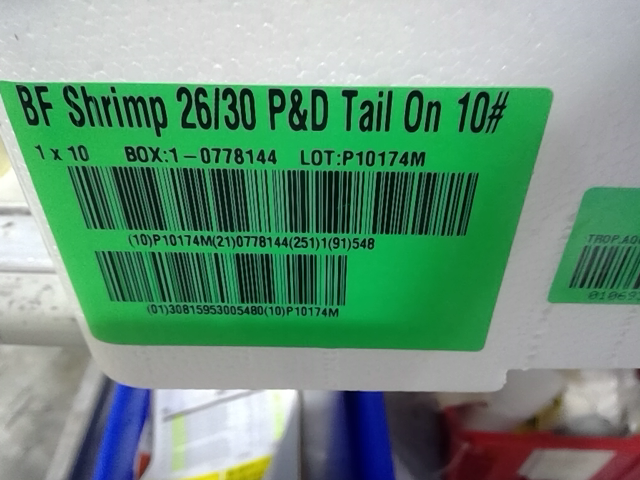 BF Shrimp 26/30 P&D Tail On 10#
1 x 10 BOX:1-0778144 LOT:P10174M
(10)P10174M(21)0778144(251)1(91)548
(01)30815953005480(10)P10174M